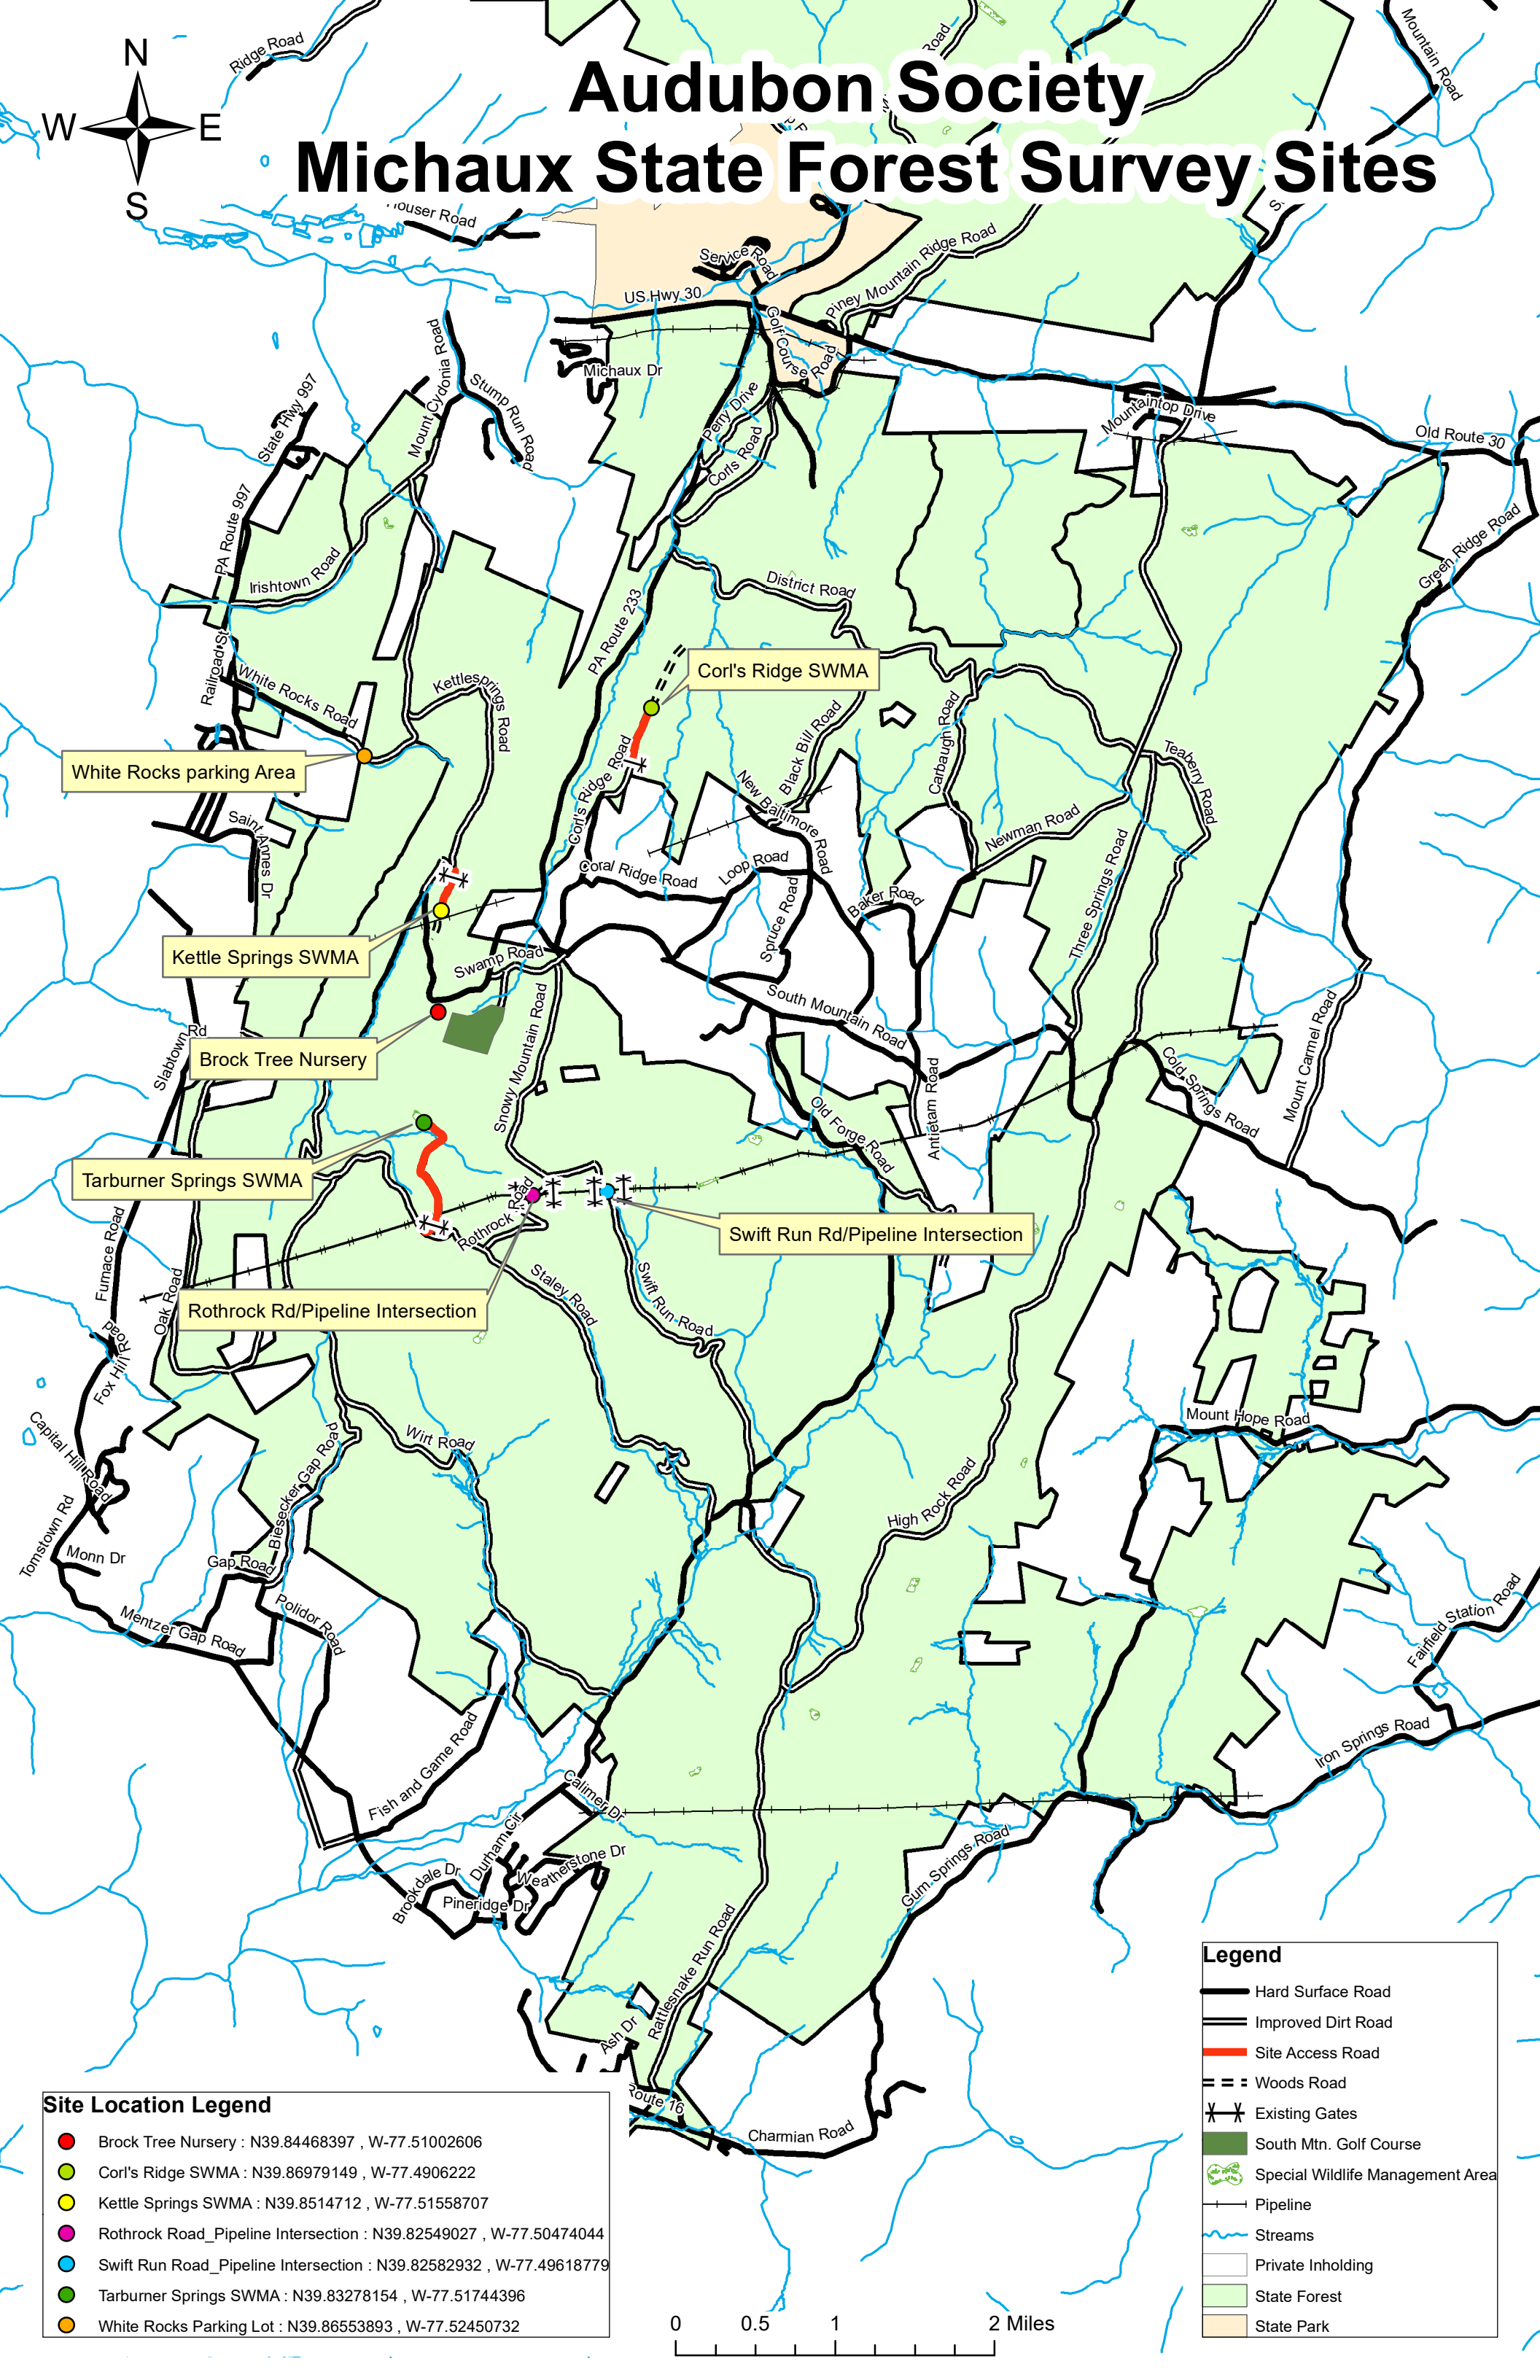 Audubon Society
Michaux State Forest Survey Sites
N
W
E
S
Ridge Road
Road
Mountain Road
Houser Road
Service Road
US Hwy 30
Piney Mountain Ridge Road
Golf Course Road
Michaux Dr
Mount Cydonia Road
Stump Run Road
State Hwy 997
Perry Drive
Corls Road
Mountaintop Drive
Old Route 30
Green Ridge Road
PA Route 997
Irishtown Road
District Road
PA Route 233
Railroad St
White Rocks Road
Kettlesprings Road
Corl's Ridge SWMA
White Rocks parking Area
Corl's Ridge Road
Black Bill Road
Carbaugh Road
Teaberry Road
New Baltimore Road
Newman Road
Saint Annes Dr
Coral Ridge Road
Loop Road
Baker Road
Spruce Road
Three Springs Road
Kettle Springs SWMA
Swamp Road
South Mountain Road
Mount Carmel Road
Brock Tree Nursery
Slabtown Rd
Snowy Mountain Road
Old Forge Road
Antietam Road
Cold Springs Road
Tarburner Springs SWMA
Rothrock Road
Swift Run Rd/Pipeline Intersection
Furnace Road
Oak Road
Rothrock Rd/Pipeline Intersection
Staley Road
Swift Run Road
Fox Hill Road
Capital Hill Road
Wirt Road
Mount Hope Road
Biesecker Gap Road
High Rock Road
Tomstown Rd
Monn Dr
Gap Road
Polidor Road
Mentzer Gap Road
Fairfield Station Road
Iron Springs Road
Fish and Game Road
Calimer Dr
Durham Cir
Weatherstone Dr
Brookdale Dr
Pineridge Dr
Gum Springs Road
Rattlesnake Run Road
Ash Dr
Route 16
Charmian Road
Legend
Hard Surface Road
Improved Dirt Road
Site Access Road
Woods Road
Existing Gates
South Mtn. Golf Course
Special Wildlife Management Area
Pipeline
Streams
Private Inholding
State Forest
State Park
Site Location Legend
Brock Tree Nursery : N39.84468397 , W-77.51002606
Corl's Ridge SWMA : N39.86979149 , W-77.4906222
Kettle Springs SWMA : N39.8514712 , W-77.51558707
Rothrock Road_Pipeline Intersection : N39.82549027 , W-77.50474044
Swift Run Road_Pipeline Intersection : N39.82582932 , W-77.49618779
Tarburner Springs SWMA : N39.83278154 , W-77.51744396
White Rocks Parking Lot : N39.86553893 , W-77.52450732
0 0.5 1 2 Miles